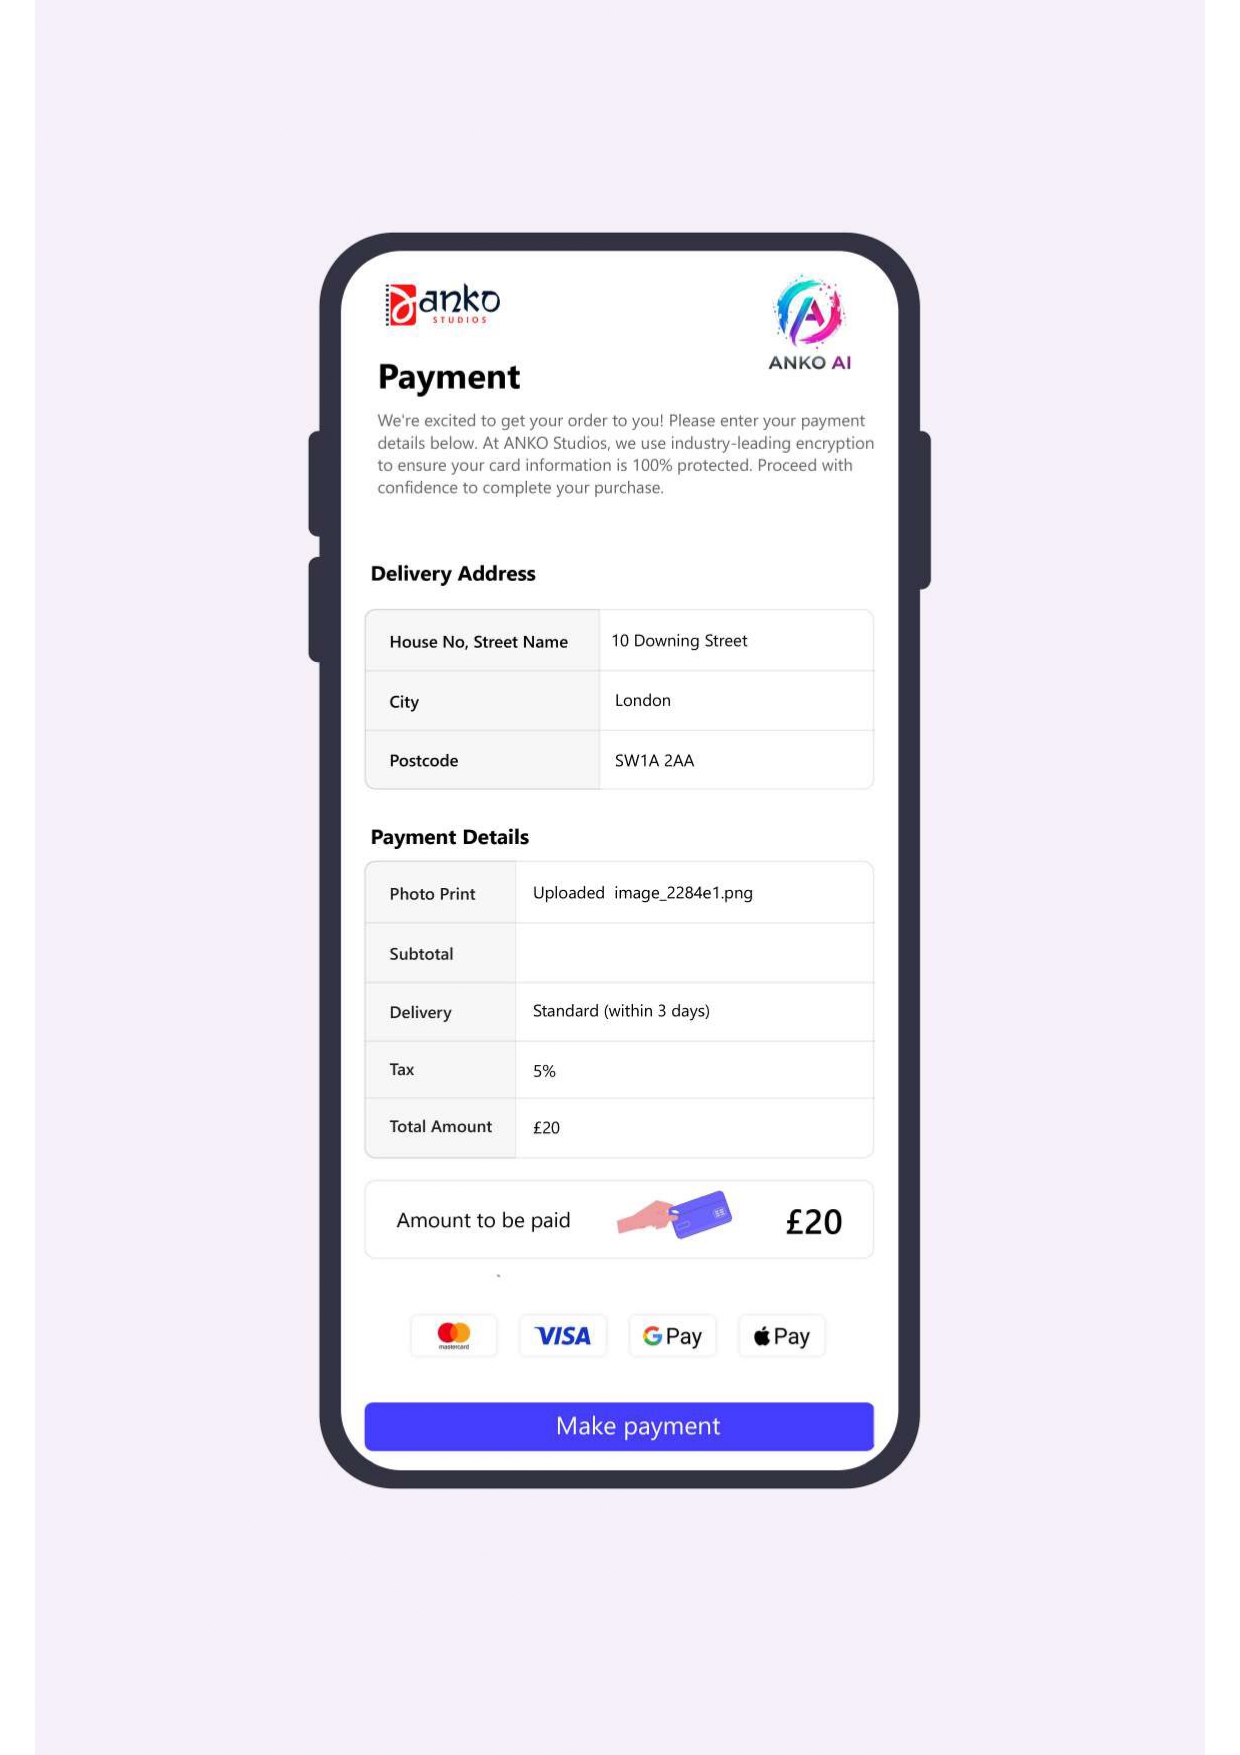 anko
STUDIOS
ANKO AI
Payment
We're excited to get your order to you! Please enter your payment
details below. At ANKO Studios, we use industry-leading encryption
to ensure your card information is 100% protected. Proceed with
confidence to complete your purchase.
Delivery Address
House No, Street Name 10 Downing Street
City London
Postcode SW1A 2AA
Payment Details
Photo Print Uploaded image_2284e1.png
Subtotal
Delivery Standard (within 3 days)
Tax 5%
Total Amount £20
Amount to be paid £20
mastercard VISA G Pay Pay
Make payment